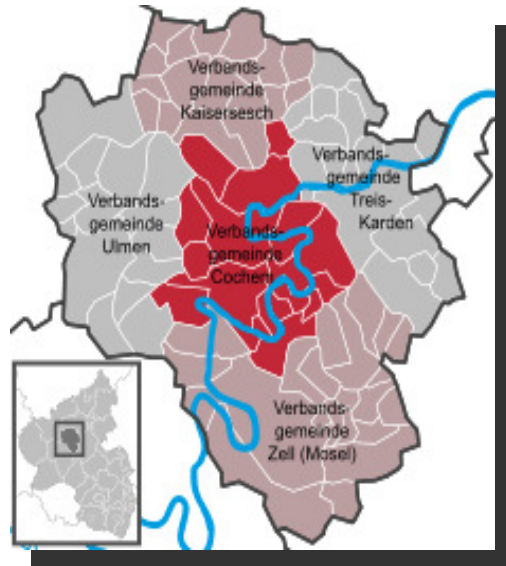 Verbands-
gemeinde
Kaisersesch
Verbands-
gemeinde
Treis-
Karden
Verbands-
gemeinde
Ulmen
Verbands-
gemeinde
Cochem
Verbands-
gemeinde
Zell (Mosel)